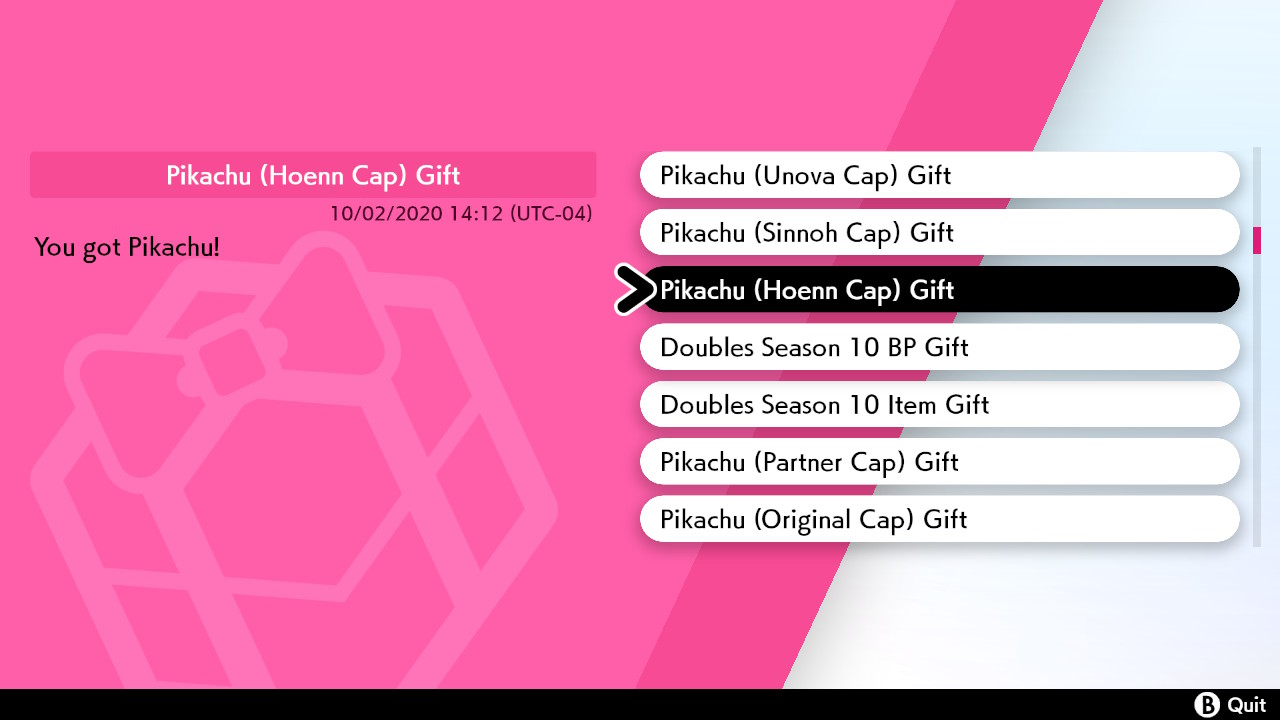 Pikachu (Hoenn Cap) Gift
10/02/2020 14:12 (UTC-04)
You got Pikachu!
Pikachu (Unova Cap) Gift
Pikachu (Sinnoh Cap) Gift
Pikachu (Hoenn Cap) Gift
Doubles Season 10 BP Gift
Doubles Season 10 Item Gift
Pikachu (Partner Cap) Gift
Pikachu (Original Cap) Gift
B Quit